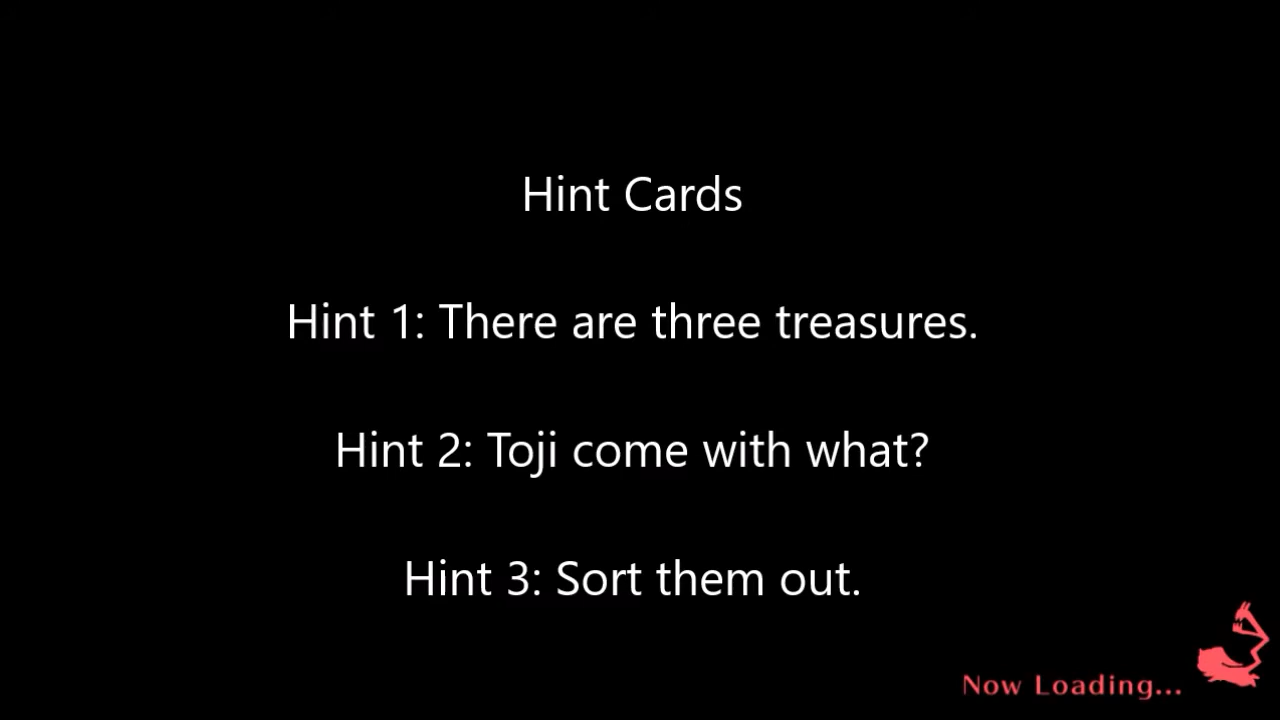 Hint Cards
Hint 1: There are three treasures.
Hint 2: Toji come with what?
Hint 3: Sort them out.
Now Loading...